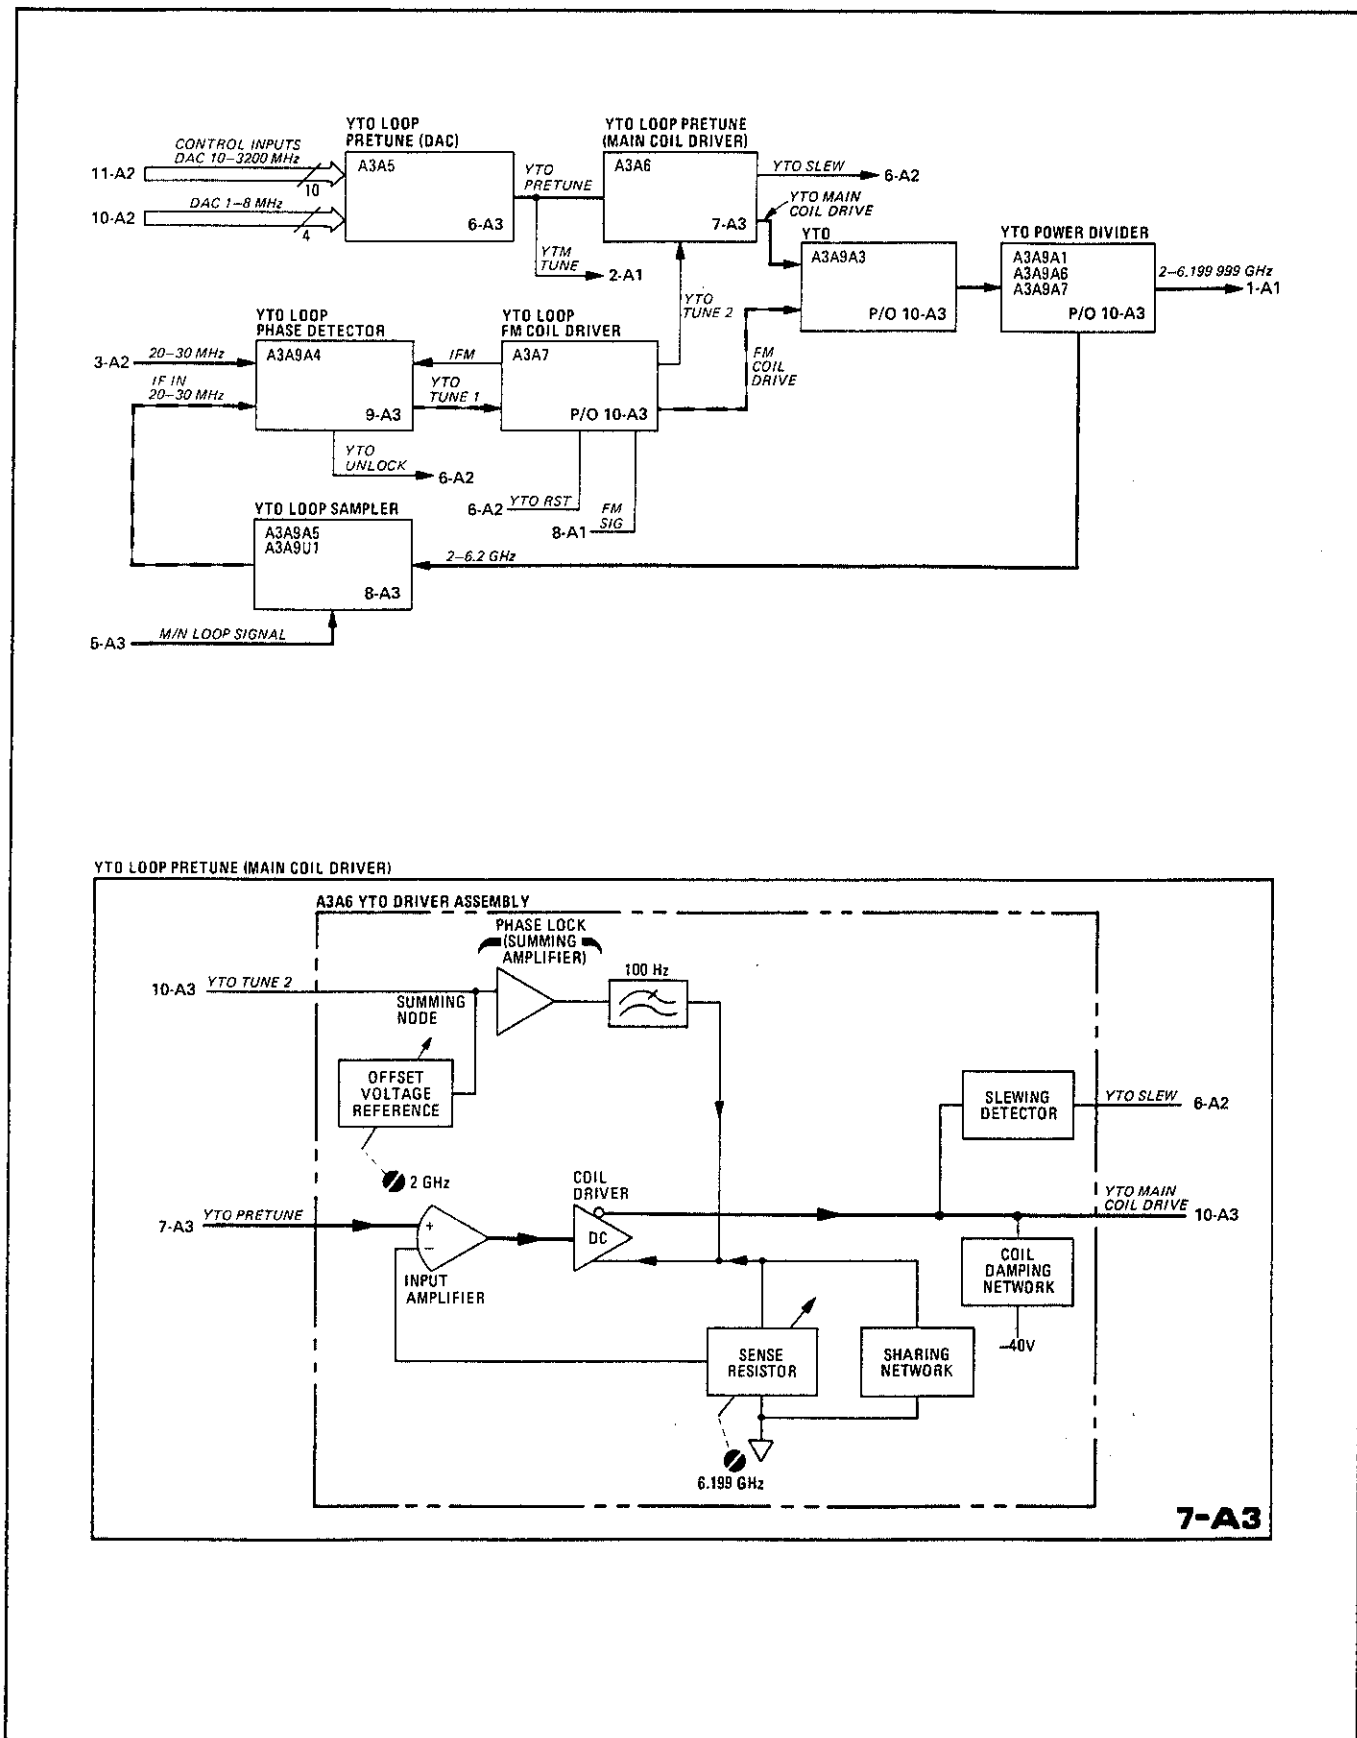 YTO LOOP
PRETUNE (DAC)
CONTROL INPUTS
DAC 10–3200 MHz
11-A2
10
DAC 1–8 MHz
10-A2
4
A3A5
6-A3
YTO
PRETUNE
YTM
TUNE
2-A1
YTO LOOP PRETUNE
(MAIN COIL DRIVER)
A3A6
7-A3
YTO SLEW
6-A2
YTO MAIN
COIL DRIVE
YTO
A3A9A3
P/O 10-A3
YTO POWER DIVIDER
A3A9A1
A3A9A6
A3A9A7
P/O 10-A3
2–6.199 999 GHz
1-A1
YTO LOOP
PHASE DETECTOR
3-A2
20–30 MHz
IF IN
20–30 MHz
A3A9A4
9-A3
IFM
YTO
TUNE 1
YTO LOOP
FM COIL DRIVER
A3A7
P/O 10-A3
YTO
TUNE 2
FM
COIL
DRIVE
YTO
UNLOCK
6-A2
6-A2
YTO RST
8-A1
FM
SIG
YTO LOOP SAMPLER
A3A9A5
A3A9U1
8-A3
2–6.2 GHz
5-A3
M/N LOOP SIGNAL
YTO LOOP PRETUNE (MAIN COIL DRIVER)
A3A6 YTO DRIVER ASSEMBLY
PHASE LOCK
(SUMMING
AMPLIFIER)
100 Hz
10-A3
YTO TUNE 2
SUMMING
NODE
OFFSET
VOLTAGE
REFERENCE
2 GHz
SLEWING
DETECTOR
YTO SLEW
6-A2
7-A3
YTO PRETUNE
+
–
INPUT
AMPLIFIER
COIL
DRIVER
DC
YTO MAIN
COIL DRIVE
10-A3
COIL
DAMPING
NETWORK
–40V
SENSE
RESISTOR
SHARING
NETWORK
6.199 GHz
7-A3